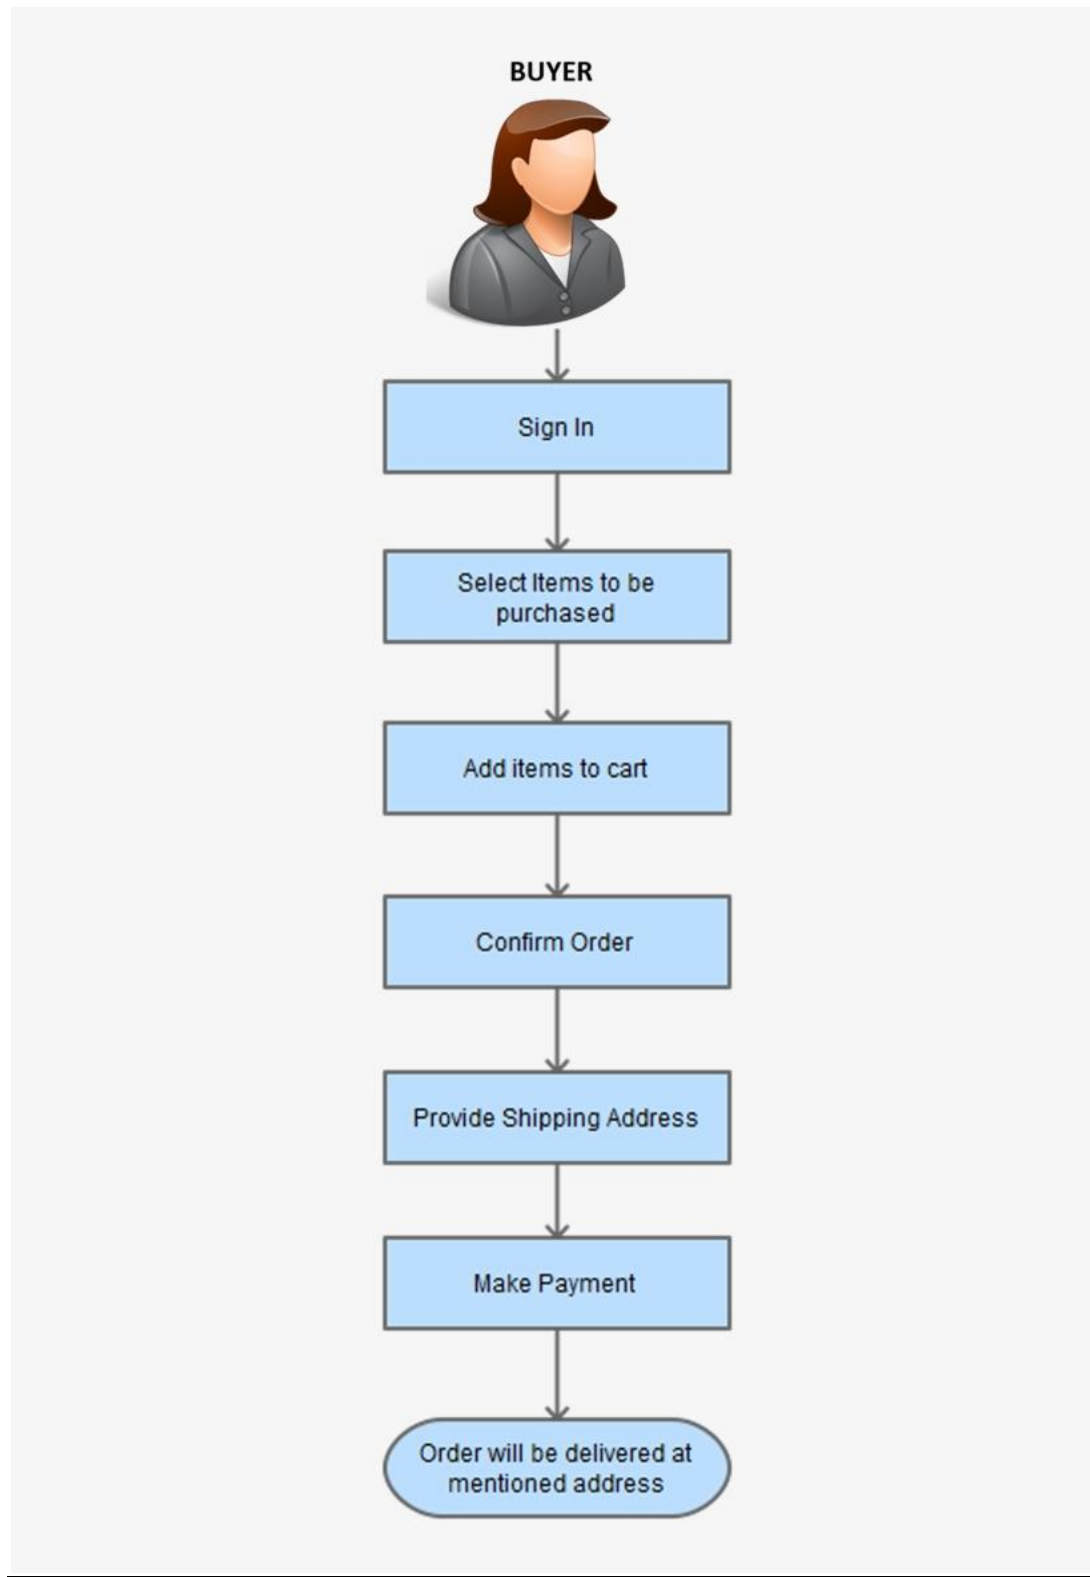 BUYER
Sign In
Select Items to be
purchased
Add items to cart
Confirm Order
Provide Shipping Address
Make Payment
Order will be delivered at
mentioned address